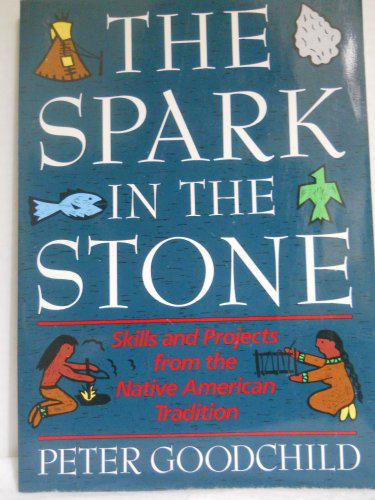 THE
SPARK
IN THE
STONE
Skills and Projects
from the
Native American
Tradition
PETER GOODCHILD